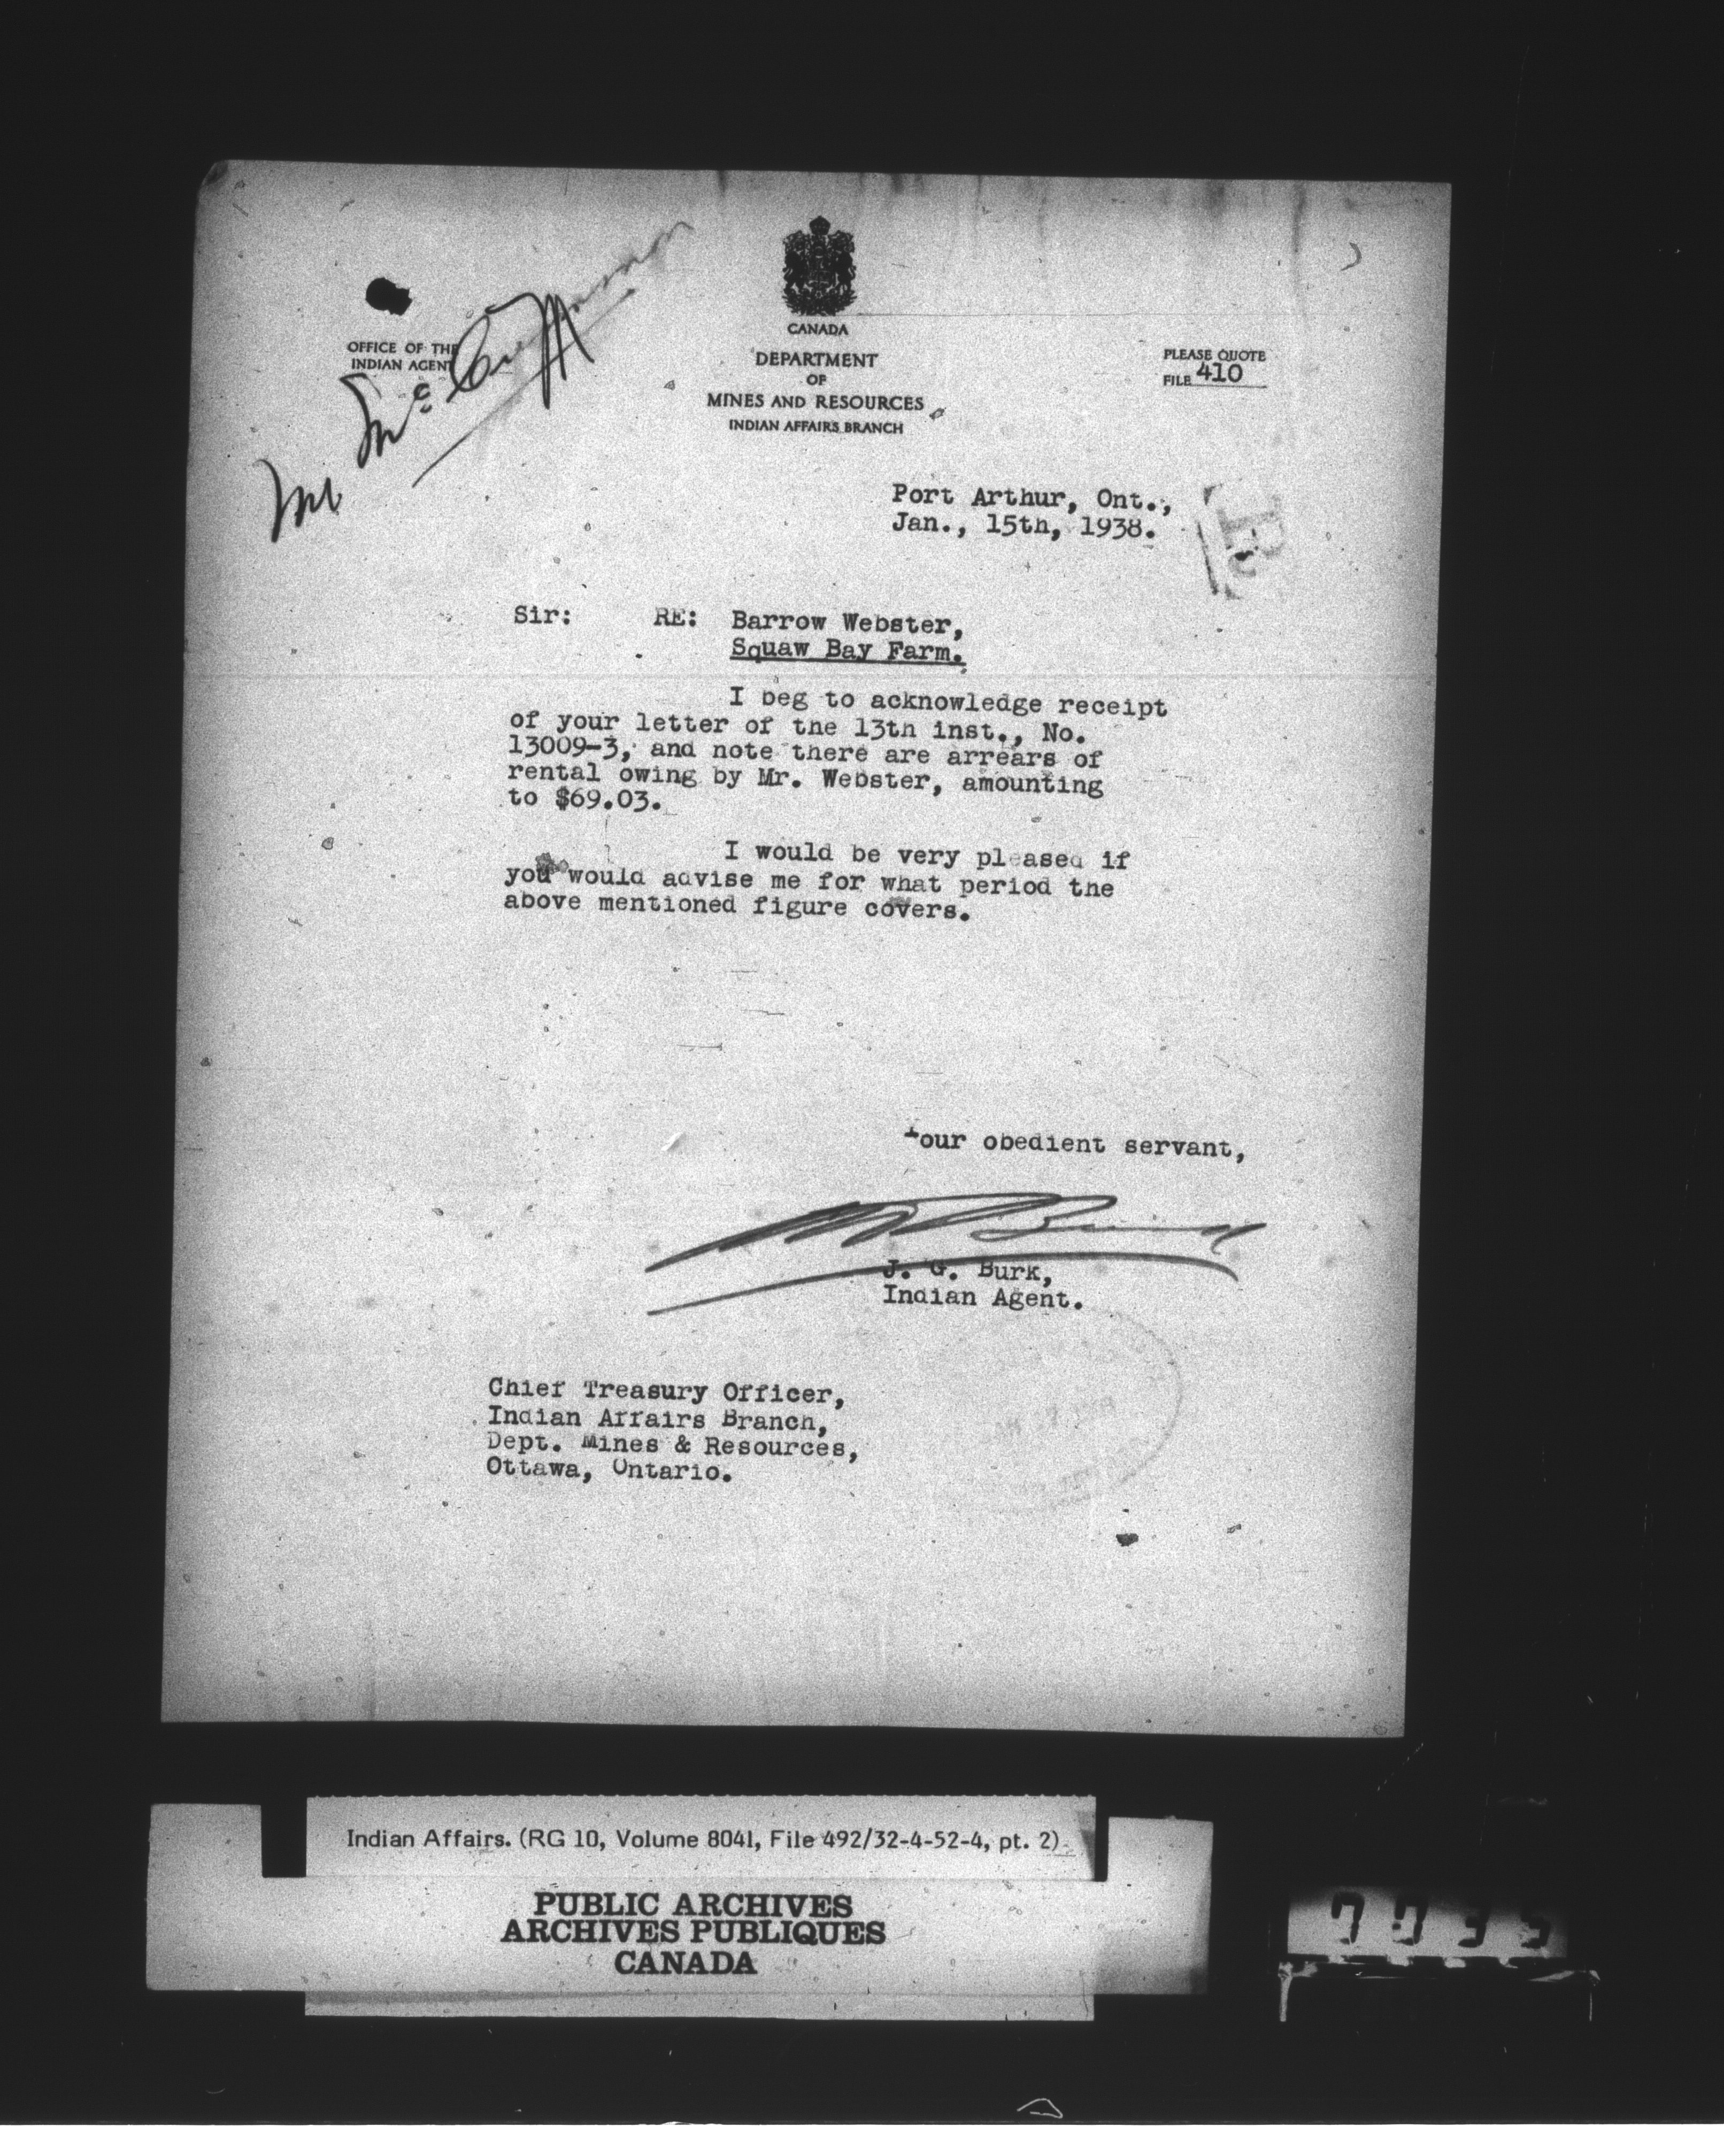 CANADA
OFFICE OF THE
INDIAN AGENT
DEPARTMENT
OF
MINES AND RESOURCES
INDIAN AFFAIRS BRANCH
PLEASE QUOTE
FILE 410
Mr Mc
Port Arthur, Ont.,
Jan., 15th, 1938.
Sir: RE: Barrow Webster,
Squaw Bay Farm.
I beg to acknowledge receipt
of your letter of the 13th inst., No.
13009-3, and note there are arrears of
rental owing by Mr. Webster, amounting
to $69.03.
I would be very pleased if
you would advise me for what period the
above mentioned figure covers.
Your obedient servant,
J. G. Burk,
Indian Agent.
Chief Treasury Officer,
Indian Affairs Branch,
Dept. Mines & Resources,
Ottawa, Ontario.
Indian Affairs. (RG 10, Volume 8041, File 492/32-4-52-4, pt. 2)
PUBLIC ARCHIVES
ARCHIVES PUBLIQUES
CANADA